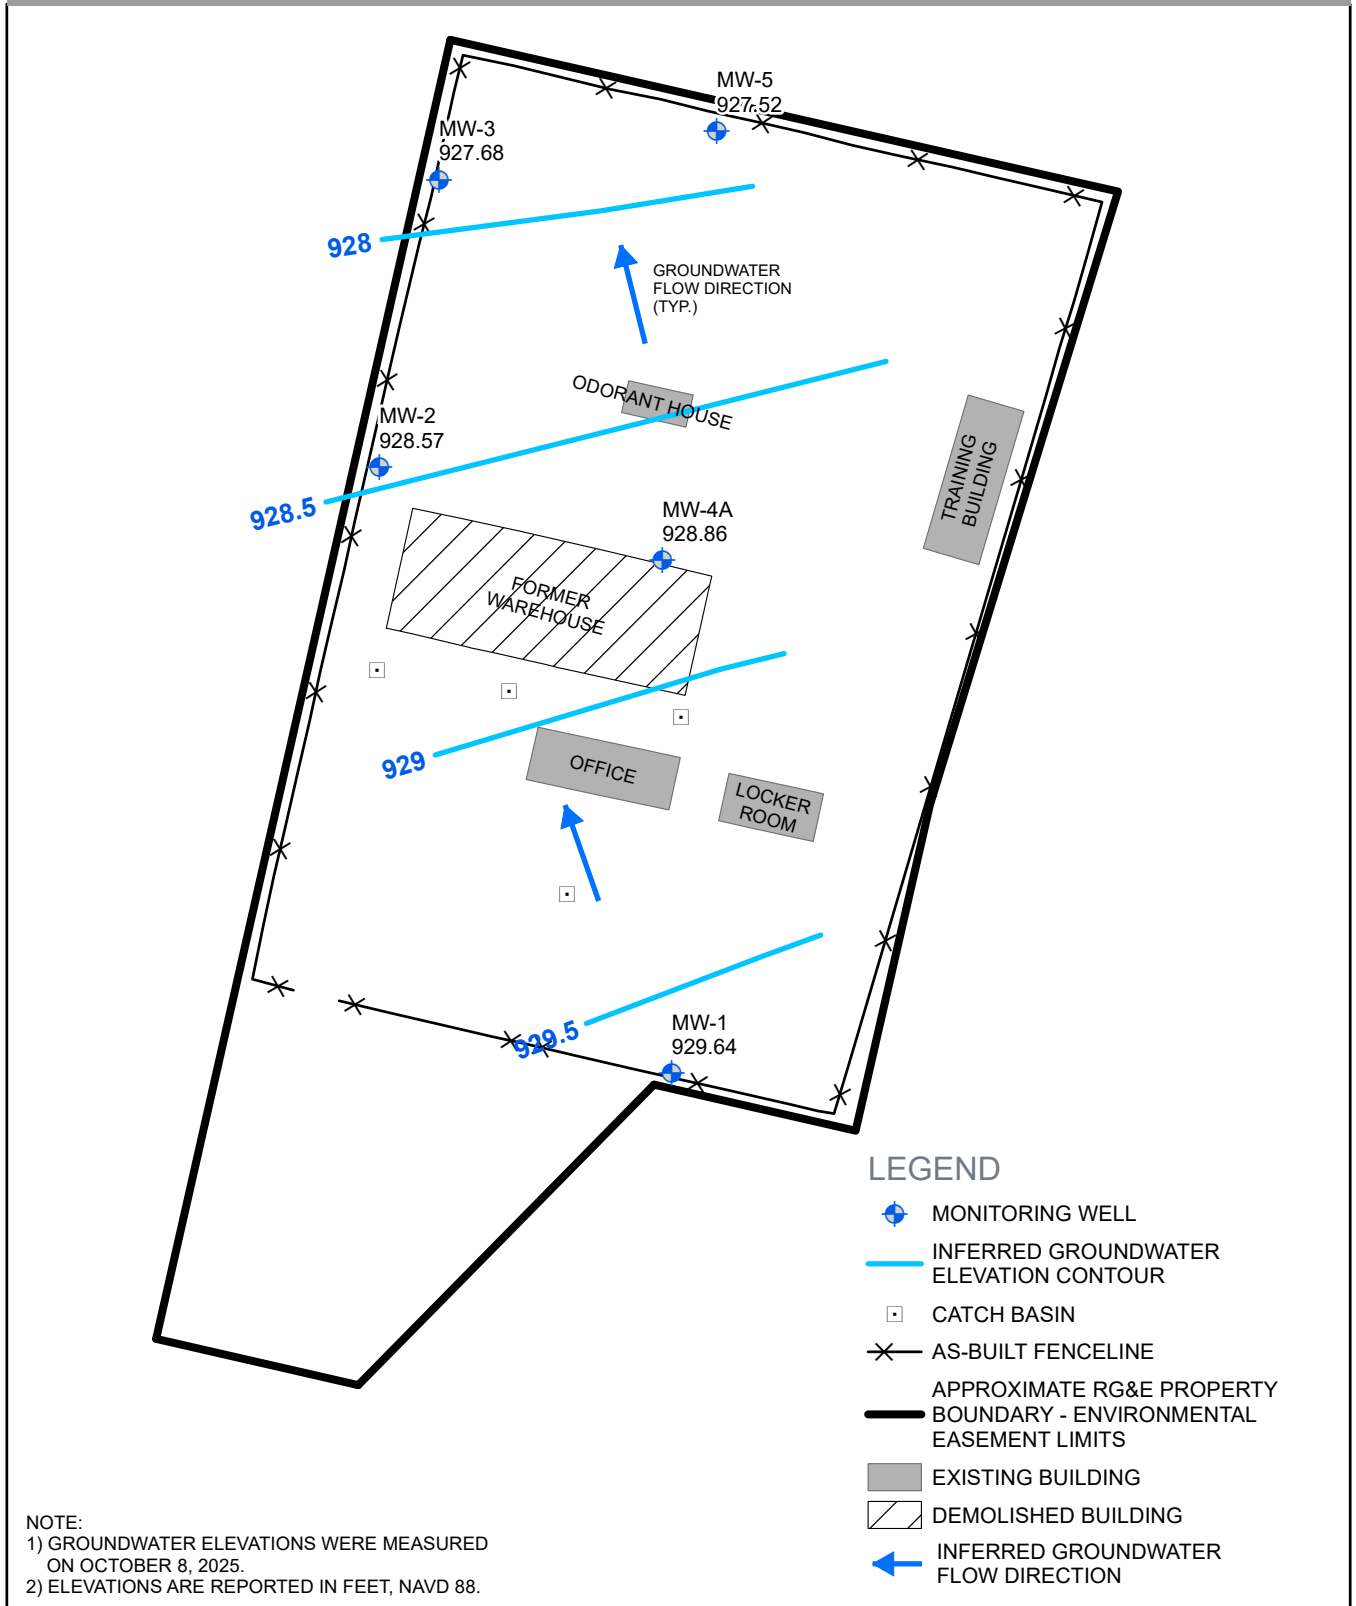 MW-5
927.52
MW-3
927.68
928
GROUNDWATER
FLOW DIRECTION
(TYP.)
ODORANT HOUSE
MW-2
928.57
TRAINING
BUILDING
928.5
MW-4A
928.86
FORMER
WAREHOUSE
929
OFFICE
LOCKER
ROOM
929.5
MW-1
929.64
LEGEND
MONITORING WELL
INFERRED GROUNDWATER
ELEVATION CONTOUR
CATCH BASIN
AS-BUILT FENCELINE
APPROXIMATE RG&E PROPERTY
BOUNDARY - ENVIRONMENTAL
EASEMENT LIMITS
EXISTING BUILDING
DEMOLISHED BUILDING
INFERRED GROUNDWATER
FLOW DIRECTION
NOTE:
1) GROUNDWATER ELEVATIONS WERE MEASURED
ON OCTOBER 8, 2025.
2) ELEVATIONS ARE REPORTED IN FEET, NAVD 88.